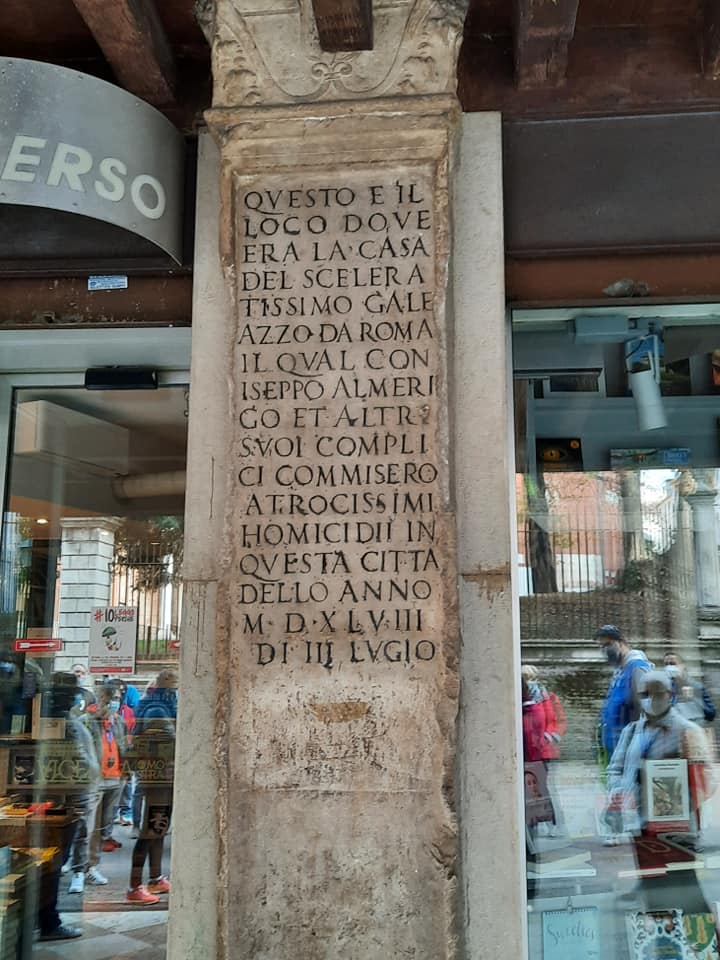 ERSO
QVESTO E IL
LOCO DOVE
ERA LA·CASA
DEL SCELERA
TISSIMO GALE
AZZO·DA ROMA
IL QVAL CON
ISEPPO ALMERI
GO ET ALTRI
SVOI COMPLI
CI COMMISERO
ATROCISSIMI
HOMICIDII IN
QVESTA CITTA
DELLO ANNO
M·D·XLVIII
DI III LVGIO